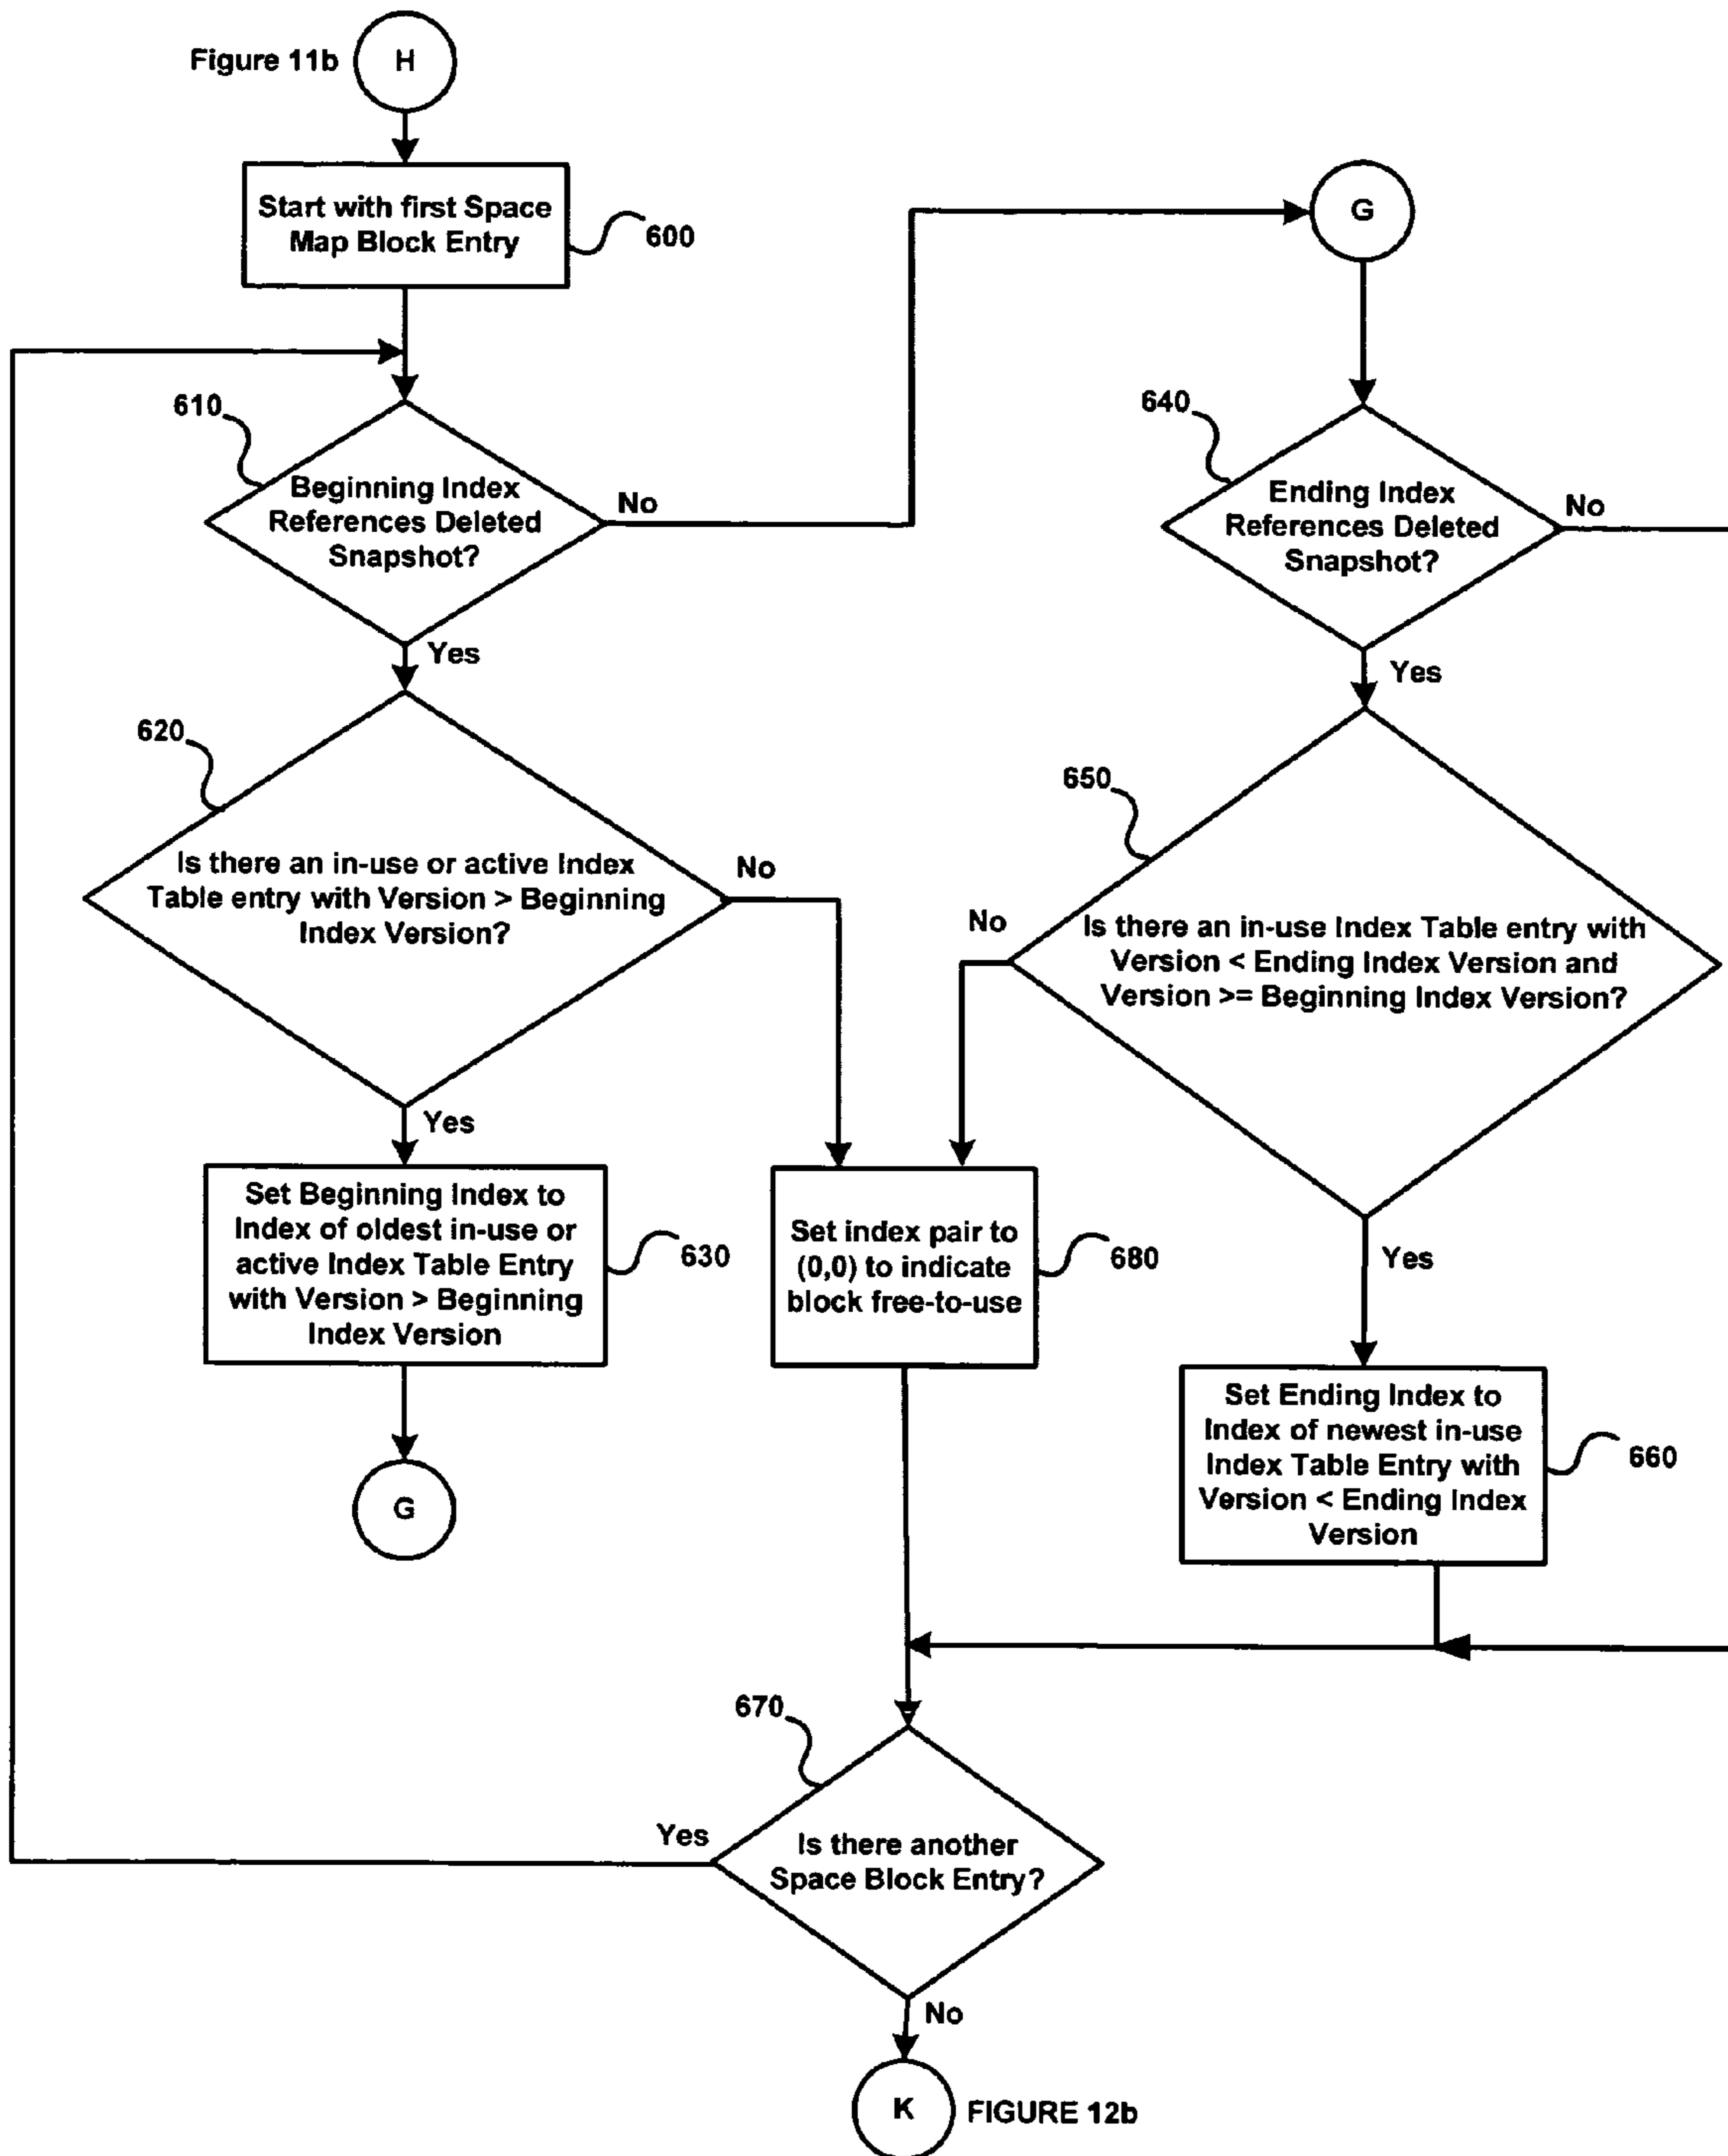 Figure 11b
H
Start with first Space
Map Block Entry
600
G
610
Beginning Index
References Deleted
Snapshot?
No
Yes
640
Ending Index
References Deleted
Snapshot?
No
Yes
620
Is there an in-use or active Index
Table entry with Version > Beginning
Index Version?
No
Yes
650
Is there an in-use Index Table entry with
Version < Ending Index Version and
Version >= Beginning Index Version?
No
Yes
Set Beginning Index to
Index of oldest in-use or
active Index Table Entry
with Version > Beginning
Index Version
630
Set index pair to
(0,0) to indicate
block free-to-use
680
Set Ending Index to
Index of newest in-use
Index Table Entry with
Version < Ending Index
Version
660
G
670
Is there another
Space Block Entry?
Yes
No
K
FIGURE 12b